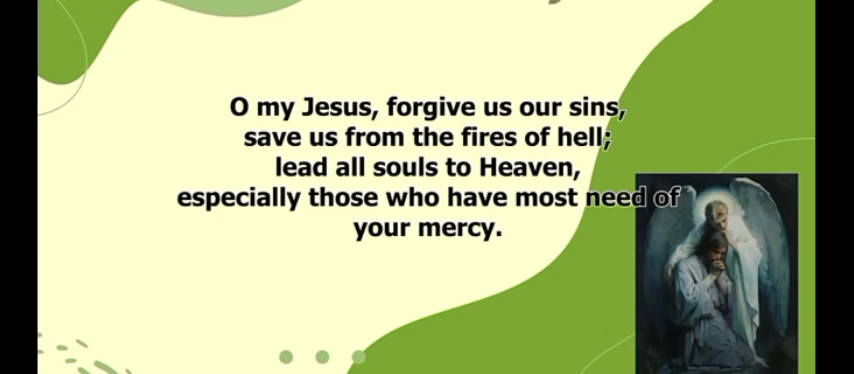 O my Jesus, forgive us our sins,
save us from the fires of hell;
lead all souls to Heaven,
especially those who have most need of
your mercy.